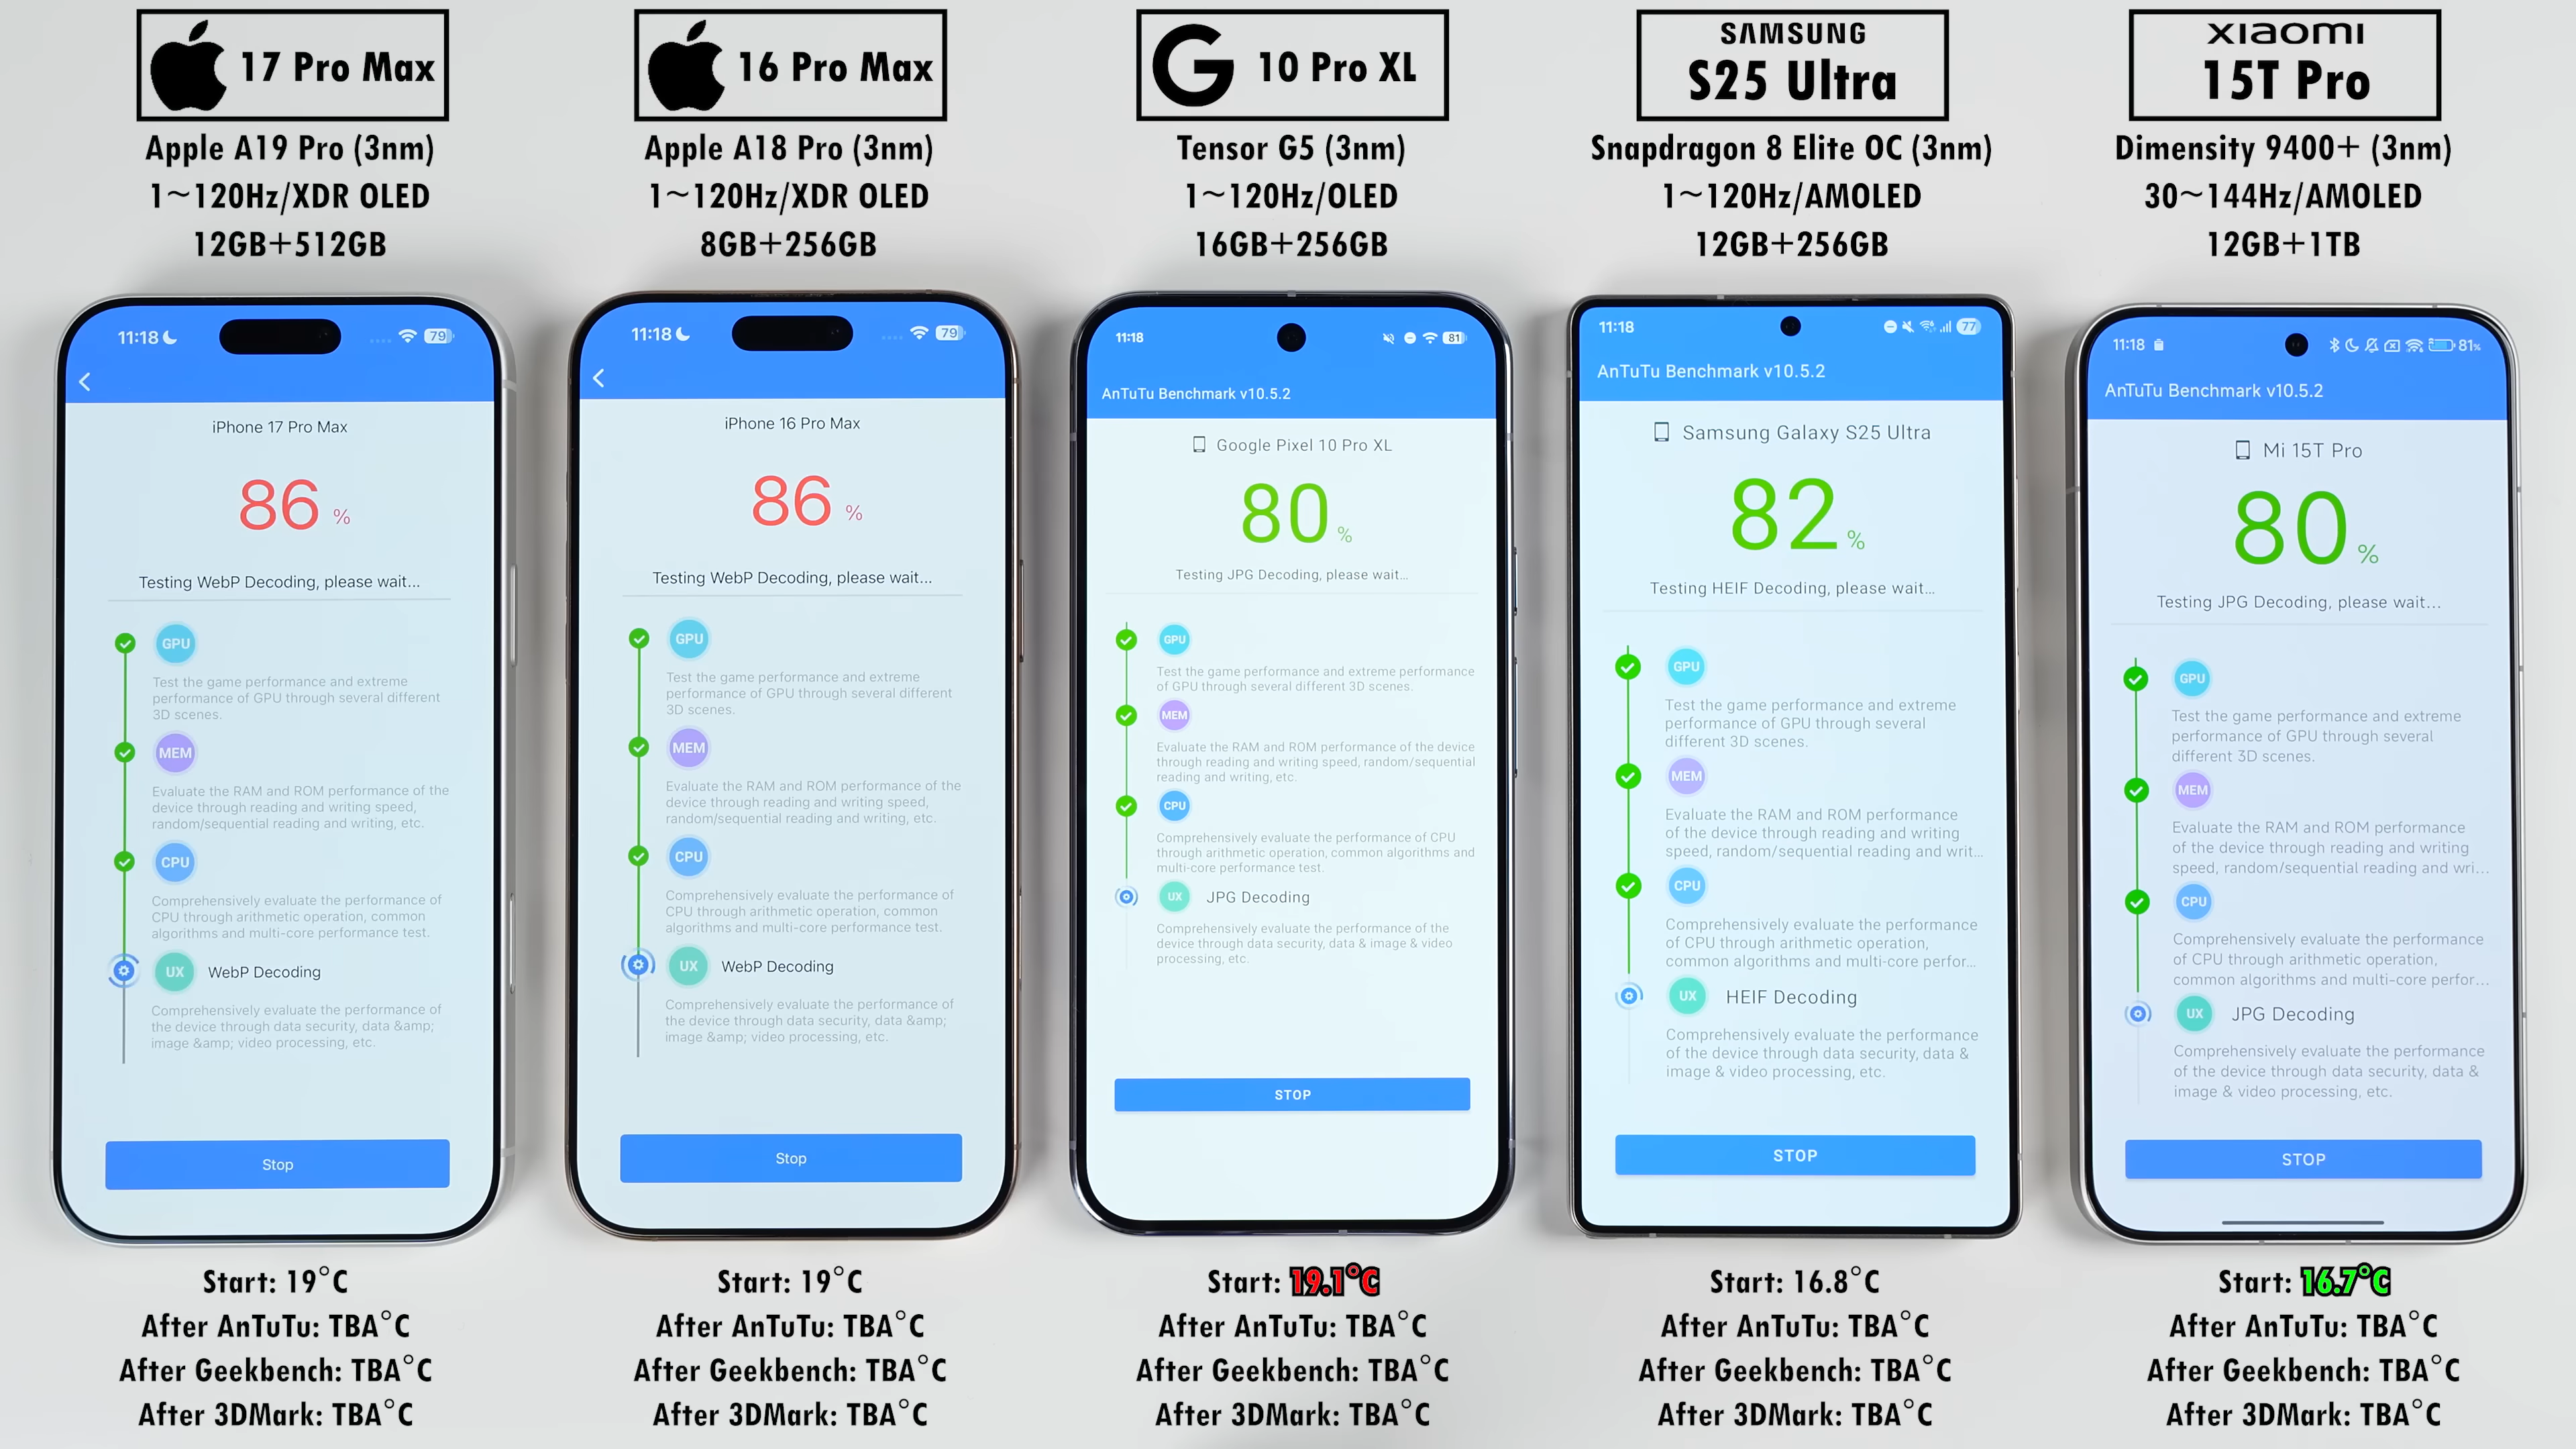 17 Pro Max
Apple A19 Pro (3nm)
1~120Hz/XDR OLED
12GB+512GB
11:18
79
iPhone 17 Pro Max
86 %
Testing WebP Decoding, please wait...
GPU
Test the game performance and extreme
performance of GPU through several different
3D scenes.
MEM
Evaluate the RAM and ROM performance of the
device through reading and writing speed,
random/sequential reading and writing, etc.
CPU
Comprehensively evaluate the performance of
CPU through arithmetic operation, common
algorithms and multi-core performance test.
UX WebP Decoding
Comprehensively evaluate the performance of
the device through data security, data &amp;
image &amp; video processing, etc.
Stop
Start: 19°C
After AnTuTu: TBA°C
After Geekbench: TBA°C
After 3DMark: TBA°C
16 Pro Max
Apple A18 Pro (3nm)
1~120Hz/XDR OLED
8GB+256GB
11:18
79
iPhone 16 Pro Max
86 %
Testing WebP Decoding, please wait...
GPU
Test the game performance and extreme
performance of GPU through several different
3D scenes.
MEM
Evaluate the RAM and ROM performance of the
device through reading and writing speed,
random/sequential reading and writing, etc.
CPU
Comprehensively evaluate the performance of
CPU through arithmetic operation, common
algorithms and multi-core performance test.
UX WebP Decoding
Comprehensively evaluate the performance of
the device through data security, data &amp;
image &amp; video processing, etc.
Stop
Start: 19°C
After AnTuTu: TBA°C
After Geekbench: TBA°C
After 3DMark: TBA°C
G 10 Pro XL
Tensor G5 (3nm)
1~120Hz/OLED
16GB+256GB
11:18
81
AnTuTu Benchmark v10.5.2
Google Pixel 10 Pro XL
80 %
Testing JPG Decoding, please wait...
GPU
Test the game performance and extreme performance
of GPU through several different 3D scenes.
MEM
Evaluate the RAM and ROM performance of the device
through reading and writing speed, random/sequential
reading and writing, etc.
CPU
Comprehensively evaluate the performance of CPU
through arithmetic operation, common algorithms and
multi-core performance test.
UX JPG Decoding
Comprehensively evaluate the performance of the
device through data security, data & image & video
processing, etc.
STOP
Start: 19.1°C
After AnTuTu: TBA°C
After Geekbench: TBA°C
After 3DMark: TBA°C
SAMSUNG
S25 Ultra
Snapdragon 8 Elite OC (3nm)
1~120Hz/AMOLED
12GB+256GB
11:18
77
AnTuTu Benchmark v10.5.2
Samsung Galaxy S25 Ultra
82 %
Testing HEIF Decoding, please wait...
GPU
Test the game performance and extreme
performance of GPU through several
different 3D scenes.
MEM
Evaluate the RAM and ROM performance
of the device through reading and writing
speed, random/sequential reading and writ...
CPU
Comprehensively evaluate the performance
of CPU through arithmetic operation,
common algorithms and multi-core perfor...
UX HEIF Decoding
Comprehensively evaluate the performance
of the device through data security, data &
image & video processing, etc.
STOP
Start: 16.8°C
After AnTuTu: TBA°C
After Geekbench: TBA°C
After 3DMark: TBA°C
xiaomi
15T Pro
Dimensity 9400+ (3nm)
30~144Hz/AMOLED
12GB+1TB
11:18
81%
AnTuTu Benchmark v10.5.2
Mi 15T Pro
80 %
Testing JPG Decoding, please wait...
GPU
Test the game performance and extreme
performance of GPU through several
different 3D scenes.
MEM
Evaluate the RAM and ROM performance
of the device through reading and writing
speed, random/sequential reading and wri...
CPU
Comprehensively evaluate the performance
of CPU through arithmetic operation,
common algorithms and multi-core perfor...
UX JPG Decoding
Comprehensively evaluate the performance
of the device through data security, data &
image & video processing, etc.
STOP
Start: 16.7°C
After AnTuTu: TBA°C
After Geekbench: TBA°C
After 3DMark: TBA°C